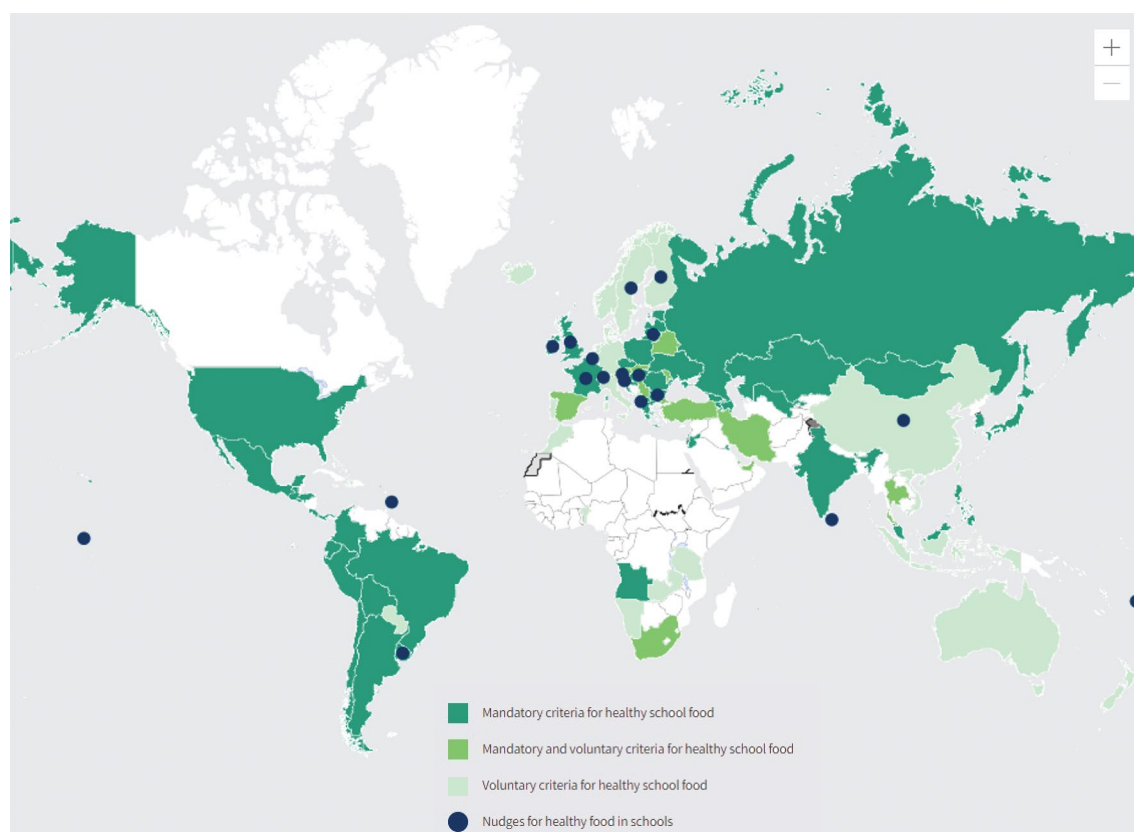 +
−
Mandatory criteria for healthy school food
Mandatory and voluntary criteria for healthy school food
Voluntary criteria for healthy school food
Nudges for healthy food in schools